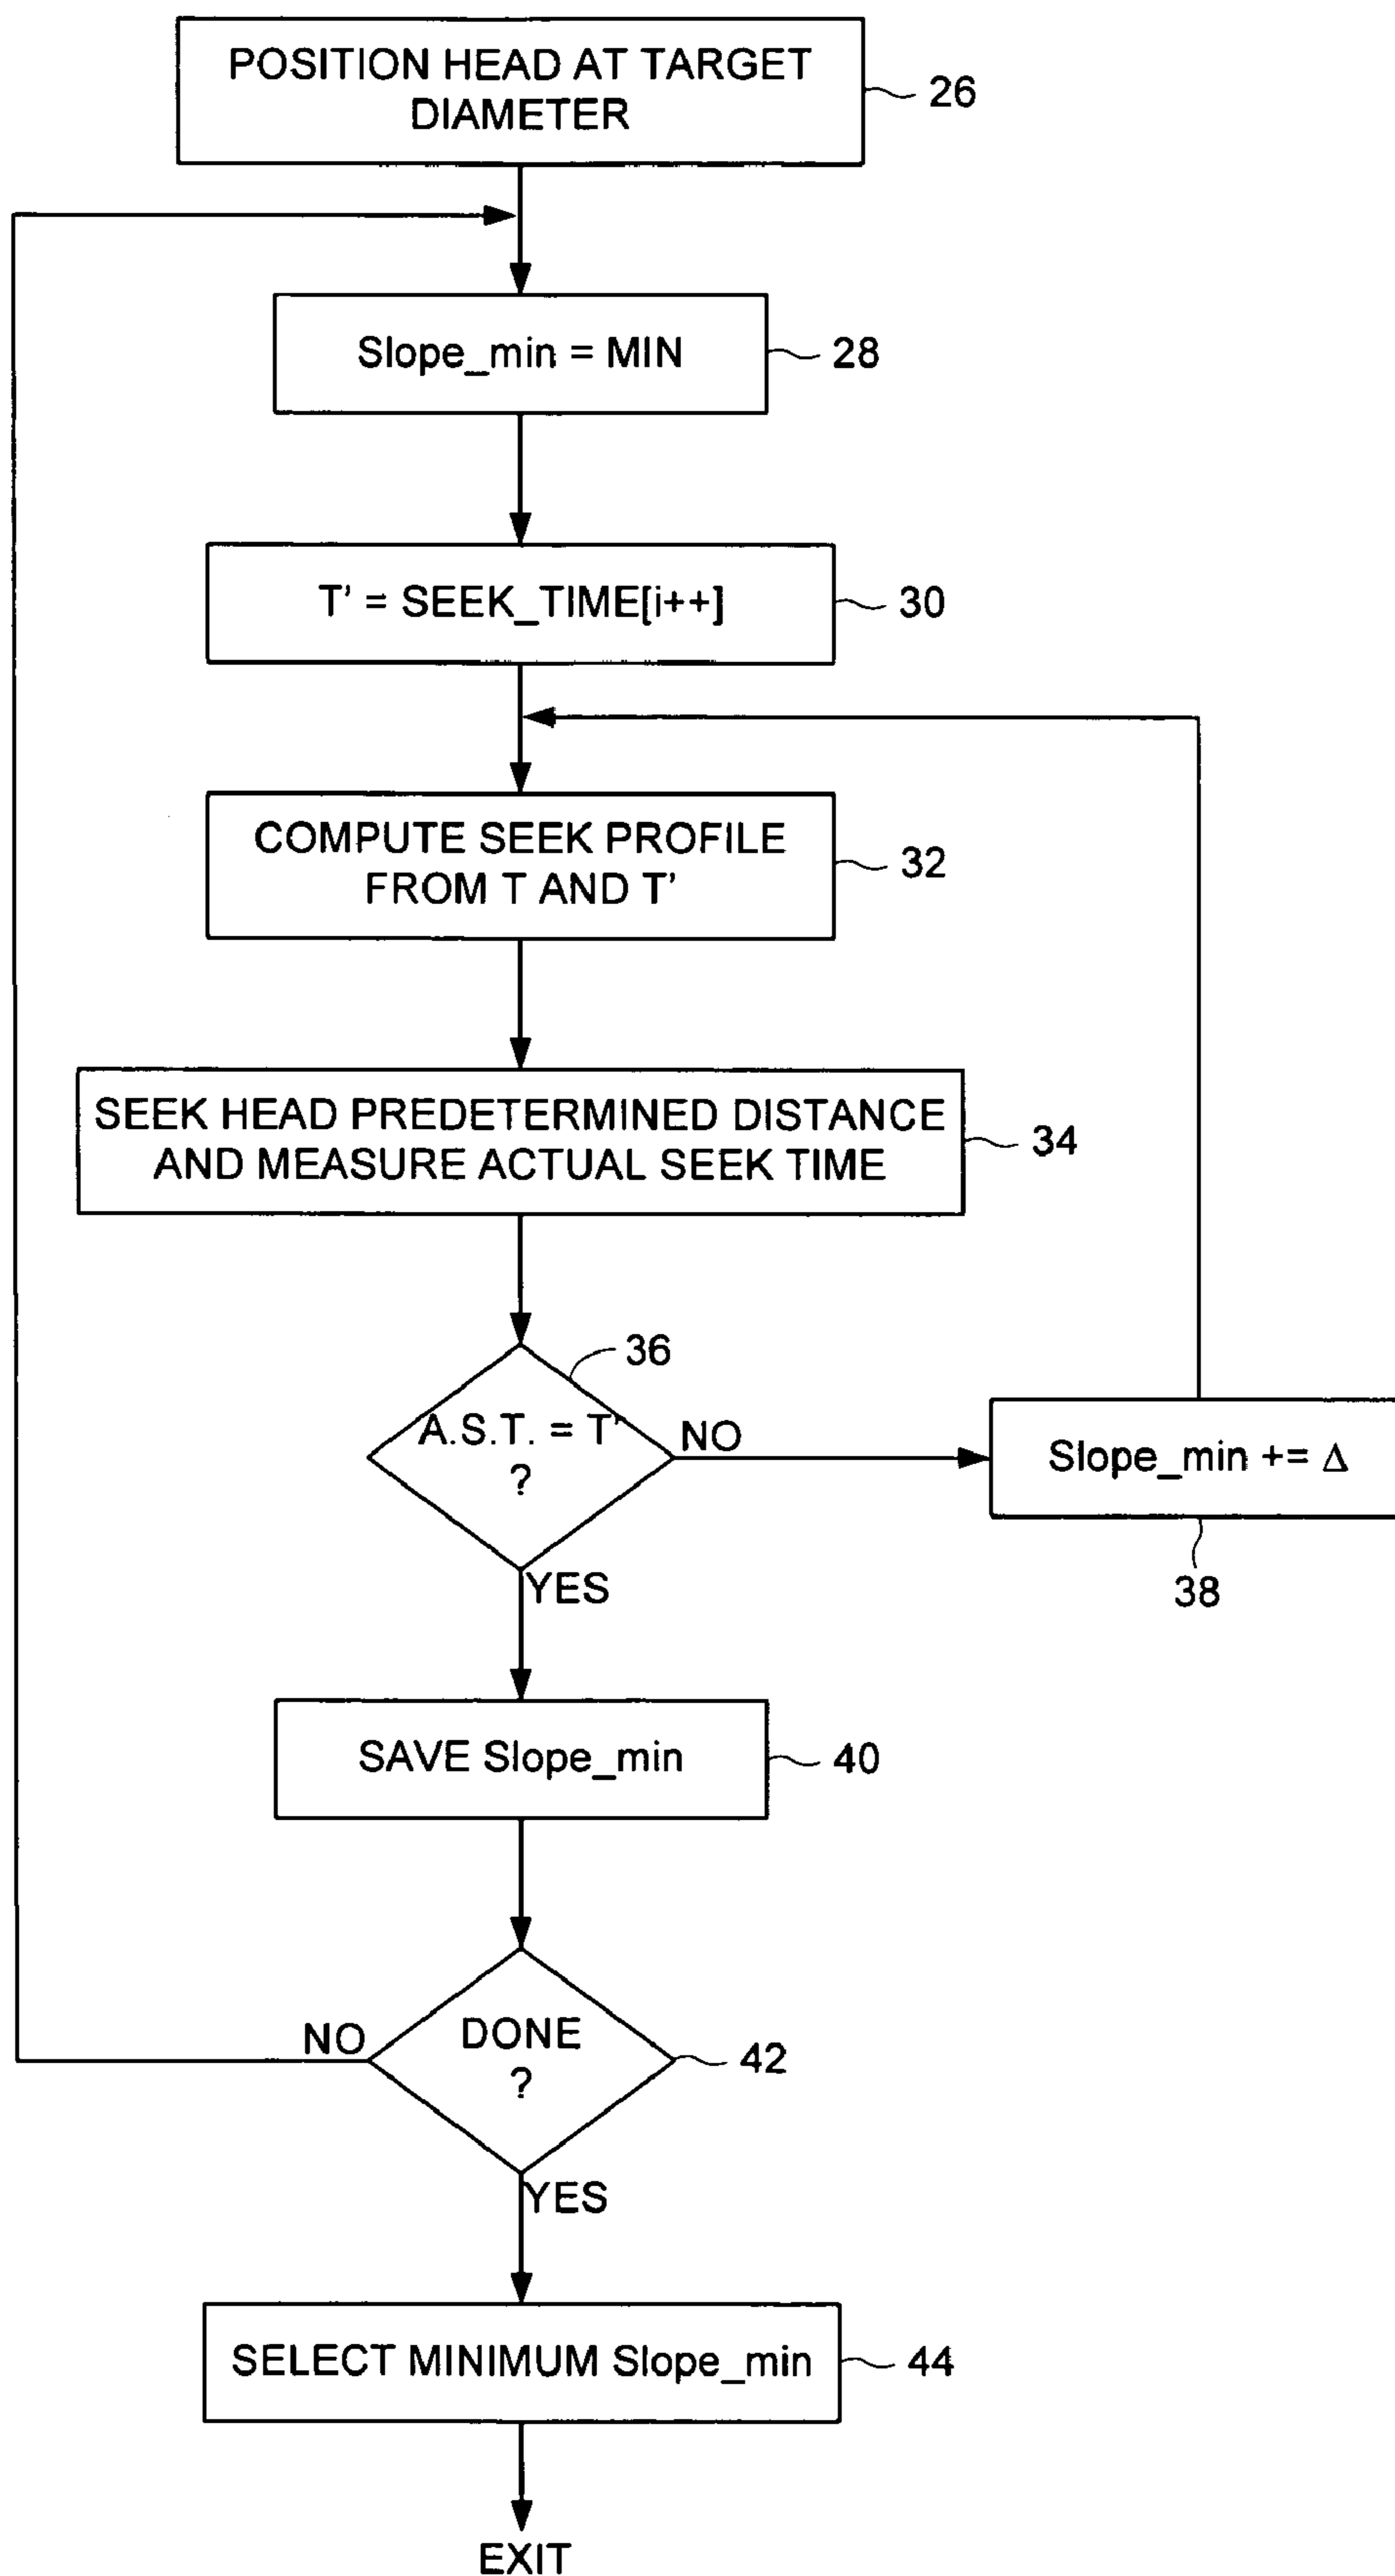 POSITION HEAD AT TARGET
DIAMETER
26
Slope_min = MIN
28
T' = SEEK_TIME[i++]
30
COMPUTE SEEK PROFILE
FROM T AND T'
32
SEEK HEAD PREDETERMINED DISTANCE
AND MEASURE ACTUAL SEEK TIME
34
36
A.S.T. = T'
?
NO
Slope_min += Δ
38
YES
SAVE Slope_min
40
NO
DONE
?
42
YES
SELECT MINIMUM Slope_min
44
EXIT